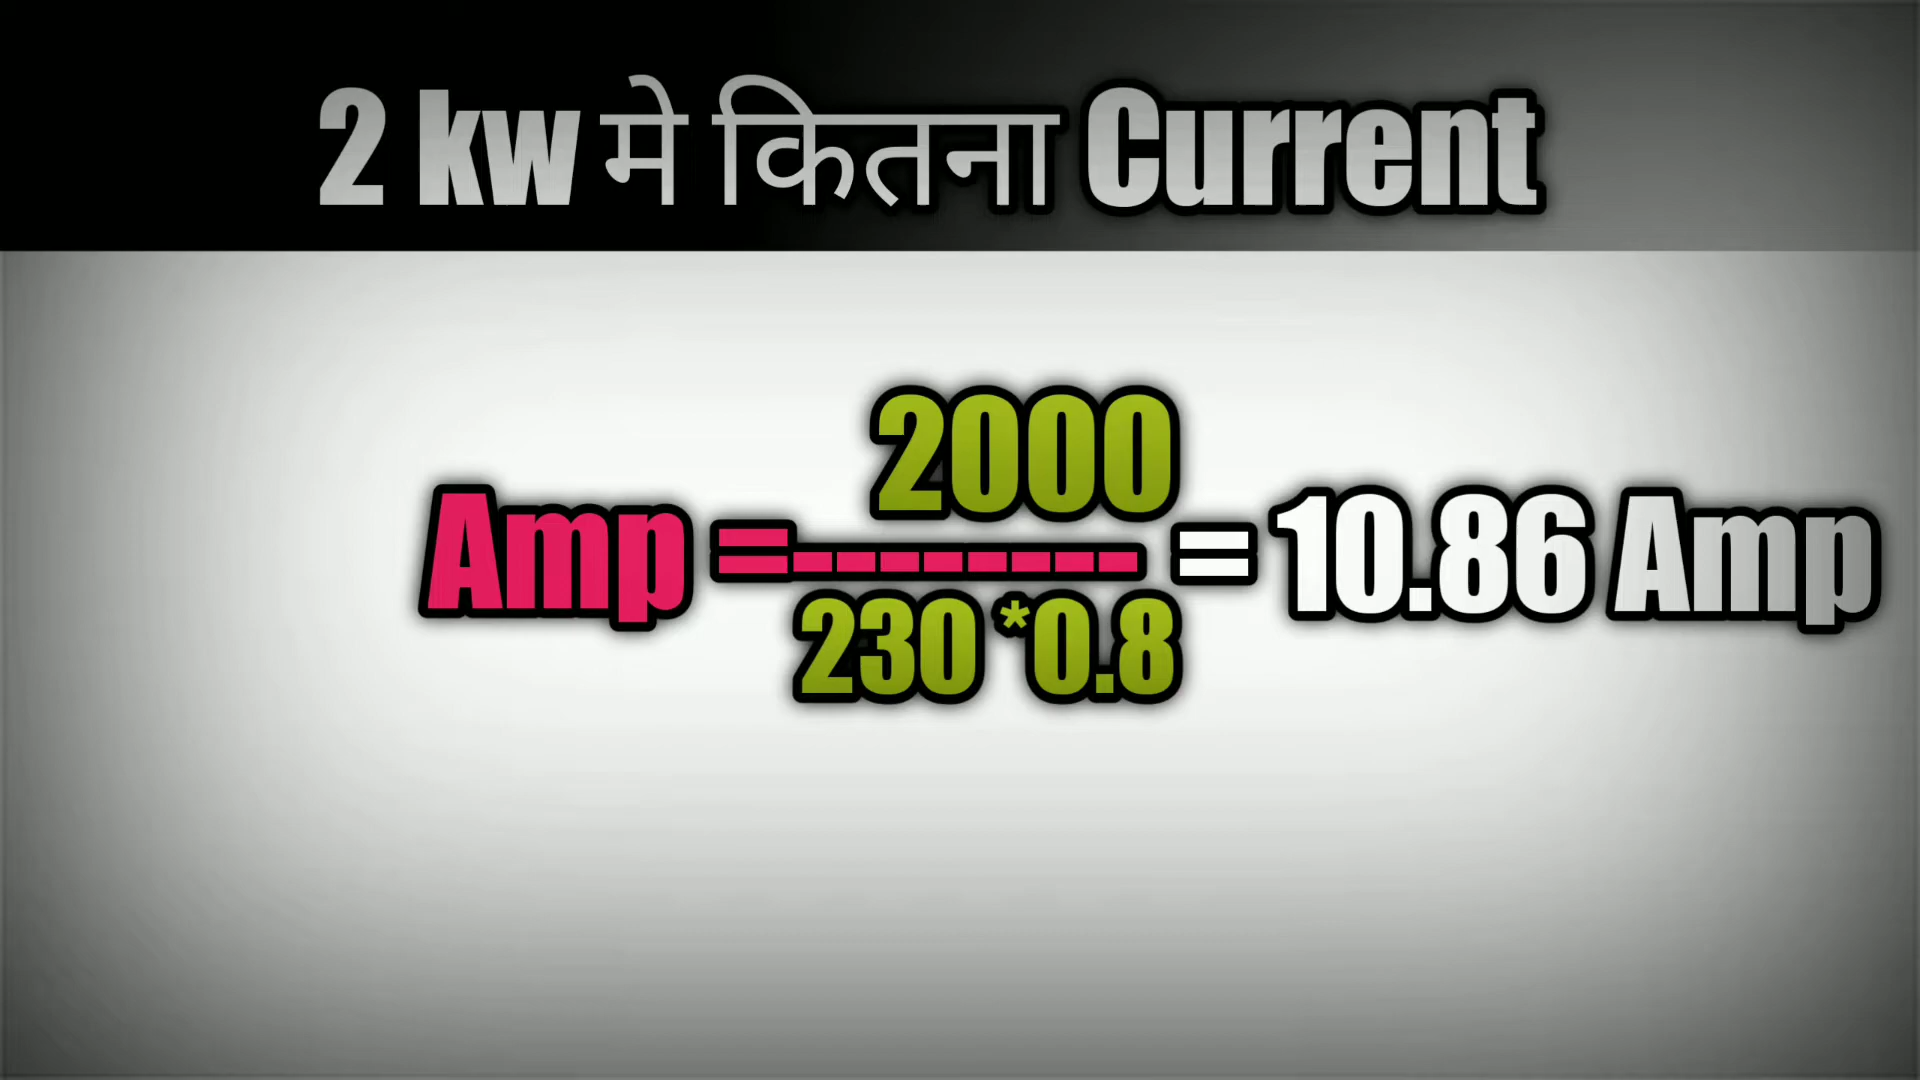 2 kw मे कितना Current
2000
Amp =-------- = 10.86 Amp
230 *0.8